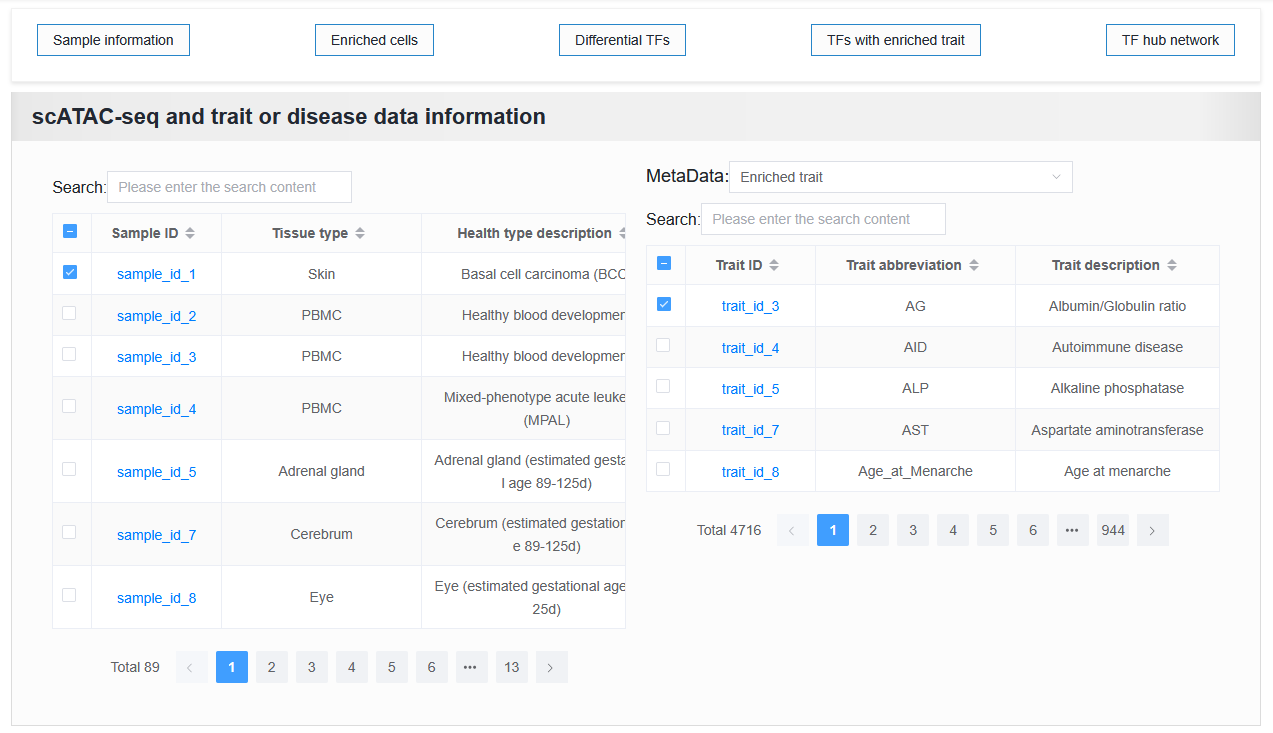 Sample information
Enriched cells
Differential TFs
TFs with enriched trait
TF hub network
scATAC-seq and trait or disease data information
Search: Please enter the search content
Sample ID Tissue type Health type description
sample_id_1 Skin Basal cell carcinoma (BCC
sample_id_2 PBMC Healthy blood developmen
sample_id_3 PBMC Healthy blood developmen
sample_id_4 PBMC Mixed-phenotype acute leuke
(MPAL)
sample_id_5 Adrenal gland Adrenal gland (estimated gesta
l age 89-125d)
sample_id_7 Cerebrum Cerebrum (estimated gestation
e 89-125d)
sample_id_8 Eye Eye (estimated gestational age
25d)
Total 89 < 1 2 3 4 5 6 ••• 13 >
MetaData: Enriched trait
Search: Please enter the search content
Trait ID Trait abbreviation Trait description
trait_id_3 AG Albumin/Globulin ratio
trait_id_4 AID Autoimmune disease
trait_id_5 ALP Alkaline phosphatase
trait_id_7 AST Aspartate aminotransferase
trait_id_8 Age_at_Menarche Age at menarche
Total 4716 < 1 2 3 4 5 6 ••• 944 >